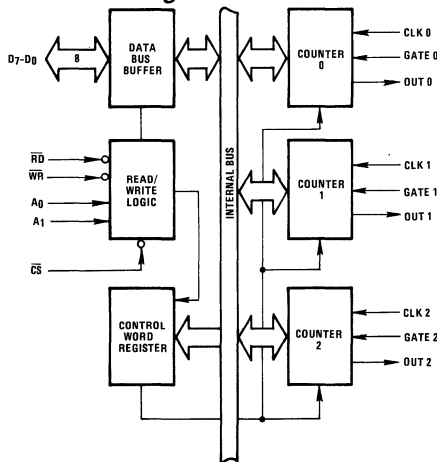 D7-D0
8
DATA
BUS
BUFFER
COUNTER
0
CLK 0
GATE 0
OUT 0
RD
WR
A0
A1
CS
READ/
WRITE
LOGIC
INTERNAL BUS
COUNTER
1
CLK 1
GATE 1
OUT 1
CONTROL
WORD
REGISTER
COUNTER
2
CLK 2
GATE 2
OUT 2